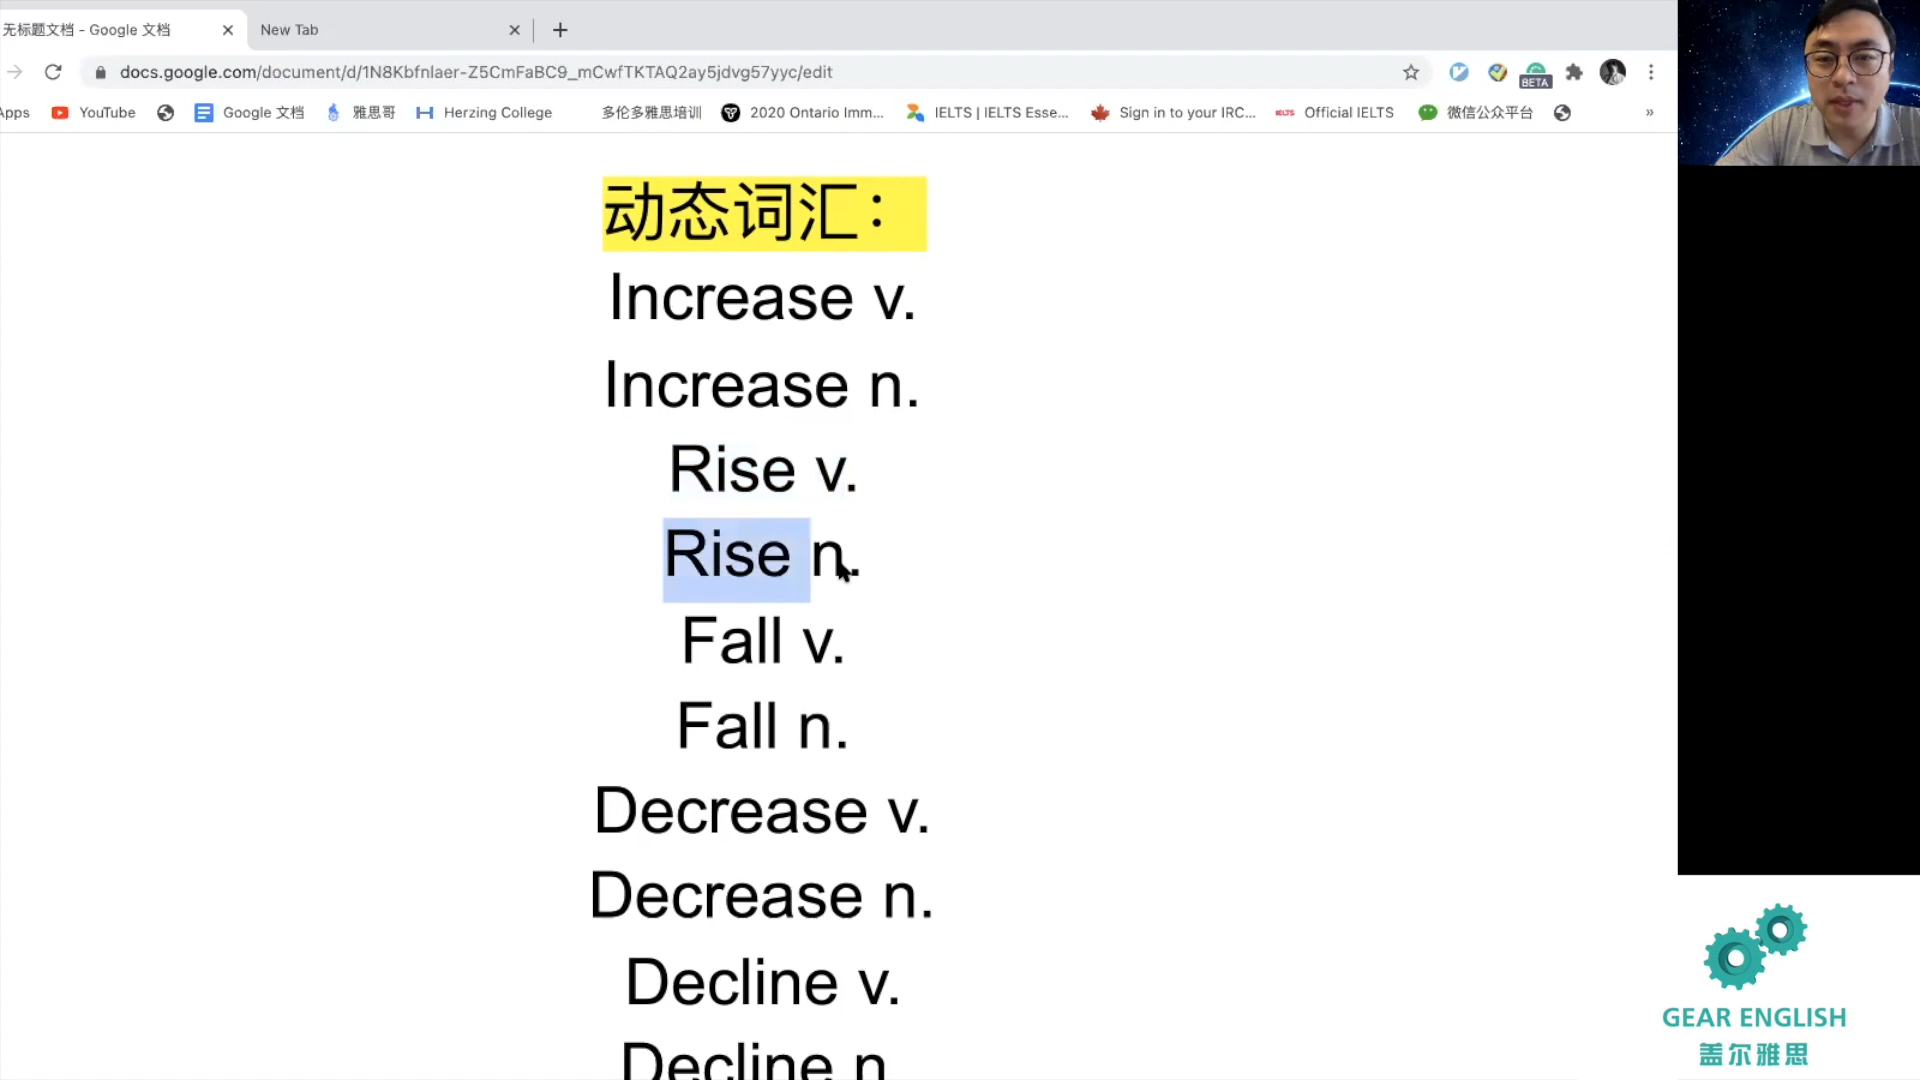 无标题文档 - Google 文档
New Tab
docs.google.com/document/d/1N8Kbfnlaer-Z5CmFaBC9_mCwfTKTAQ2ay5jdvg57yyc/edit
BETA
Apps
YouTube
Google 文档
雅思哥
Herzing College
多伦多雅思培训
2020 Ontario Imm...
IELTS | IELTS Esse...
Sign in to your IRC...
IELTS
Official IELTS
微信公众平台
»
动态词汇：
Increase v.
Increase n.
Rise v.
Rise n.
Fall v.
Fall n.
Decrease v.
Decrease n.
Decline v.
Decline n
GEAR ENGLISH
盖尔雅思